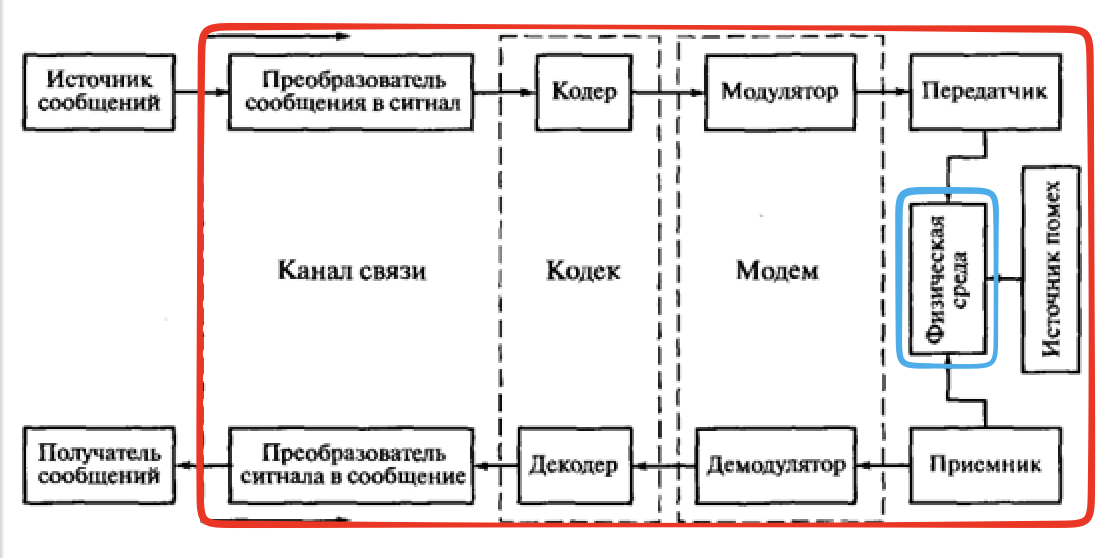 Источник
сообщений
Преобразователь
сообщения в сигнал
Кодер
Модулятор
Передатчик
Канал связи
Кодек
Модем
Физическая
среда
Источник помех
Получатель
сообщений
Преобразователь
сигнала в сообщение
Декодер
Демодулятор
Приемник